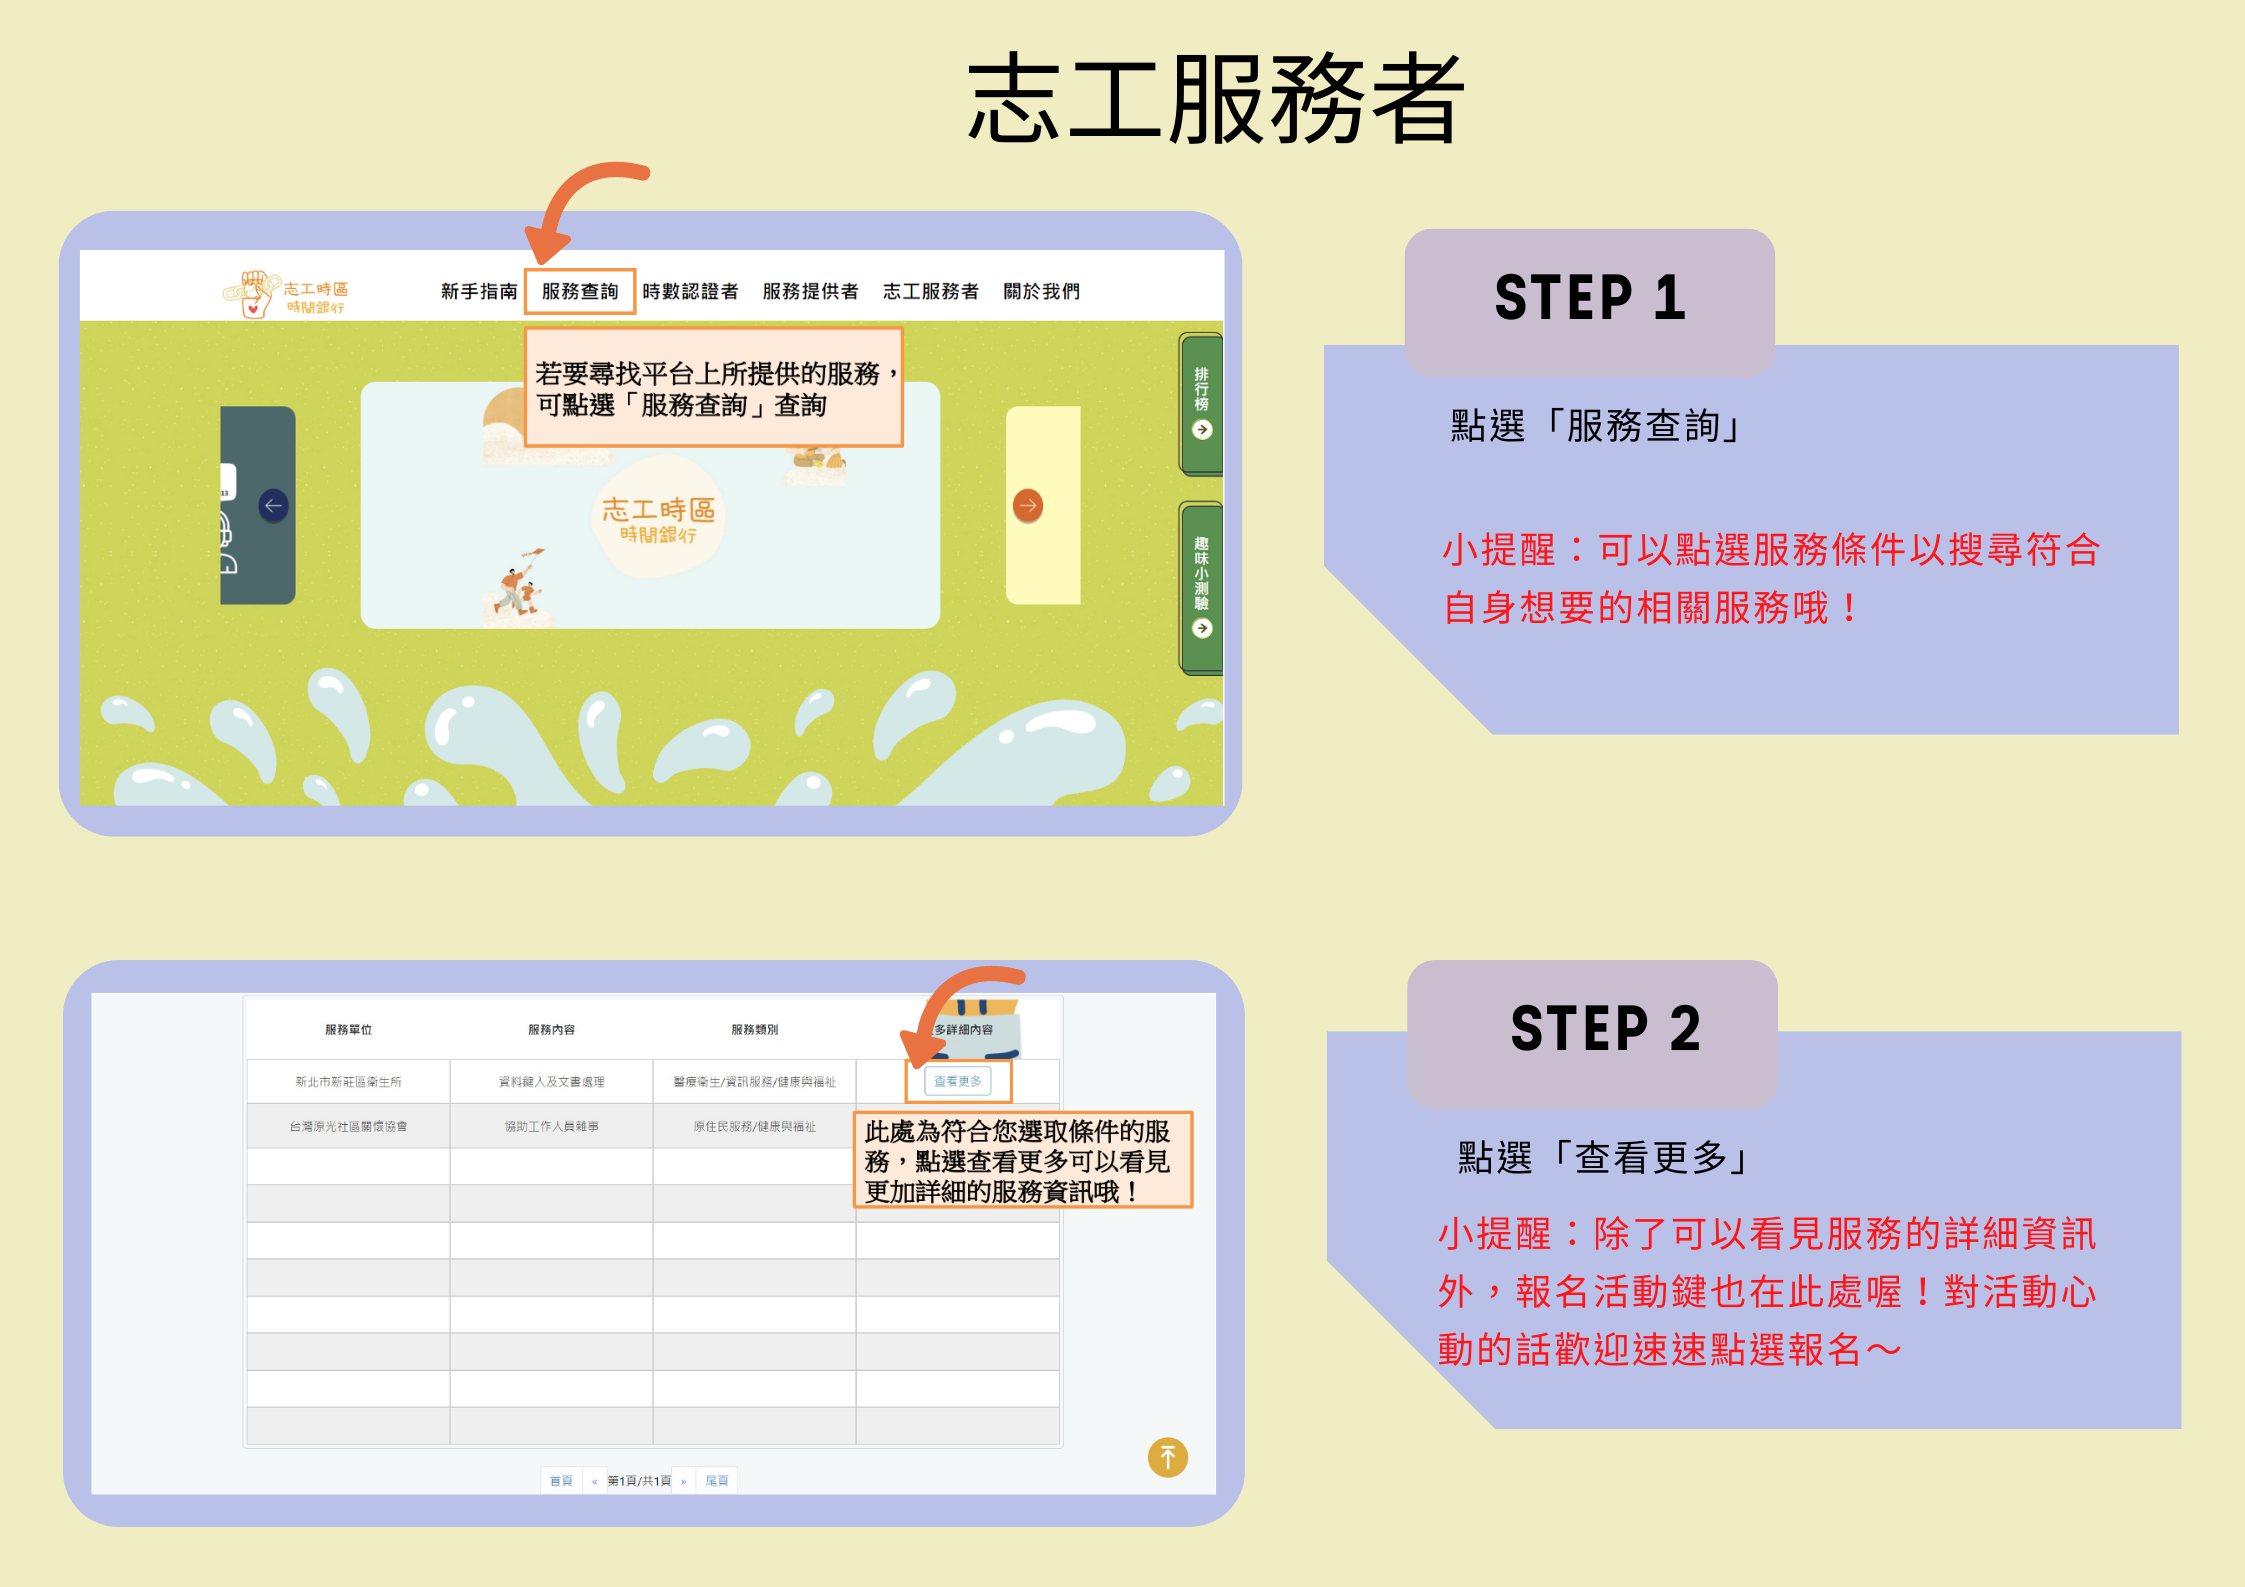 志工服務者
志工時區
時間銀行
新手指南 服務查詢 時數認證者 服務提供者 志工服務者 關於我們
若要尋找平台上所提供的服務，
可點選「服務查詢」查詢
志工時區
時間銀行
13
排行榜
趣味小測驗
STEP 1
點選「服務查詢」
小提醒：可以點選服務條件以搜尋符合
自身想要的相關服務哦！
服務單位 服務內容 服務類別 多詳細內容
新北市新莊區衛生所 資料鍵入及文書處理 醫療衛生/資訊服務/健康與福祉 查看更多
台灣原光社區關懷協會 協助工作人員雜事 原住民服務/健康與福祉
此處為符合您選取條件的服
務，點選查看更多可以看見
更加詳細的服務資訊哦！
首頁 « 第1頁/共1頁 » 尾頁
STEP 2
點選「查看更多」
小提醒：除了可以看見服務的詳細資訊
外，報名活動鍵也在此處喔！對活動心
動的話歡迎速速點選報名～